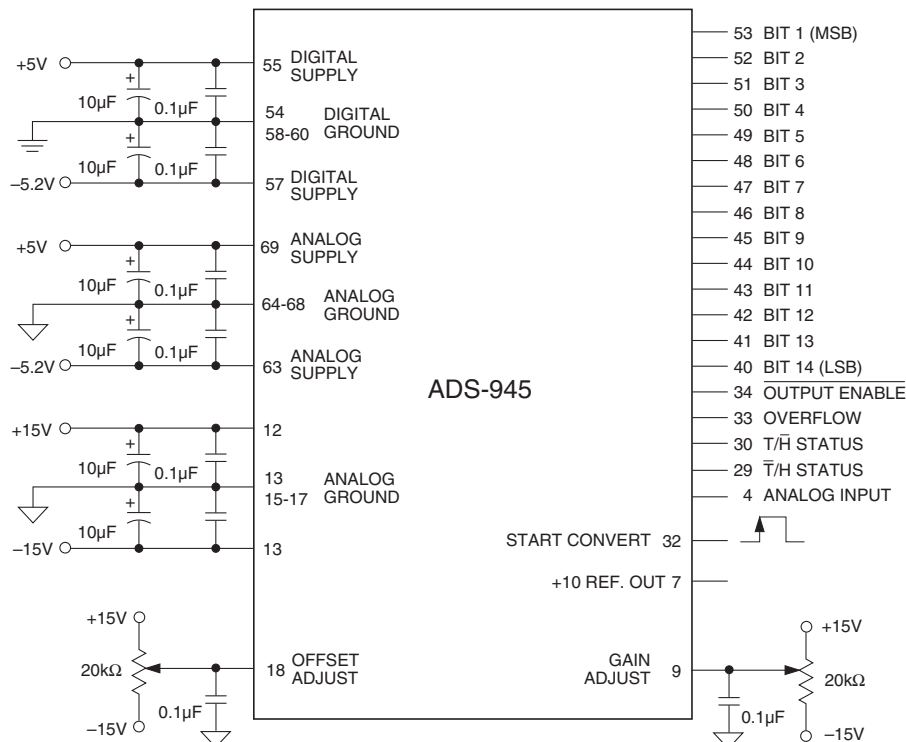 +5V
10µF
0.1µF
10µF
0.1µF
–5.2V
55 DIGITAL
SUPPLY
54 DIGITAL
58-60 GROUND
57 DIGITAL
SUPPLY
+5V
10µF
0.1µF
10µF
0.1µF
–5.2V
69 ANALOG
SUPPLY
64-68 ANALOG
GROUND
63 ANALOG
SUPPLY
+15V
10µF
0.1µF
10µF
–15V
12
13 ANALOG
15-17 GROUND
13
+15V
20kΩ
–15V
0.1µF
18 OFFSET
ADJUST
ADS-945
53 BIT 1 (MSB)
52 BIT 2
51 BIT 3
50 BIT 4
49 BIT 5
48 BIT 6
47 BIT 7
46 BIT 8
45 BIT 9
44 BIT 10
43 BIT 11
42 BIT 12
41 BIT 13
40 BIT 14 (LSB)
34 OUTPUT ENABLE
33 OVERFLOW
30 T/H̅ STATUS
29 T̅/H STATUS
4 ANALOG INPUT
START CONVERT 32
+10 REF. OUT 7
GAIN
ADJUST 9
+15V
20kΩ
0.1µF
–15V